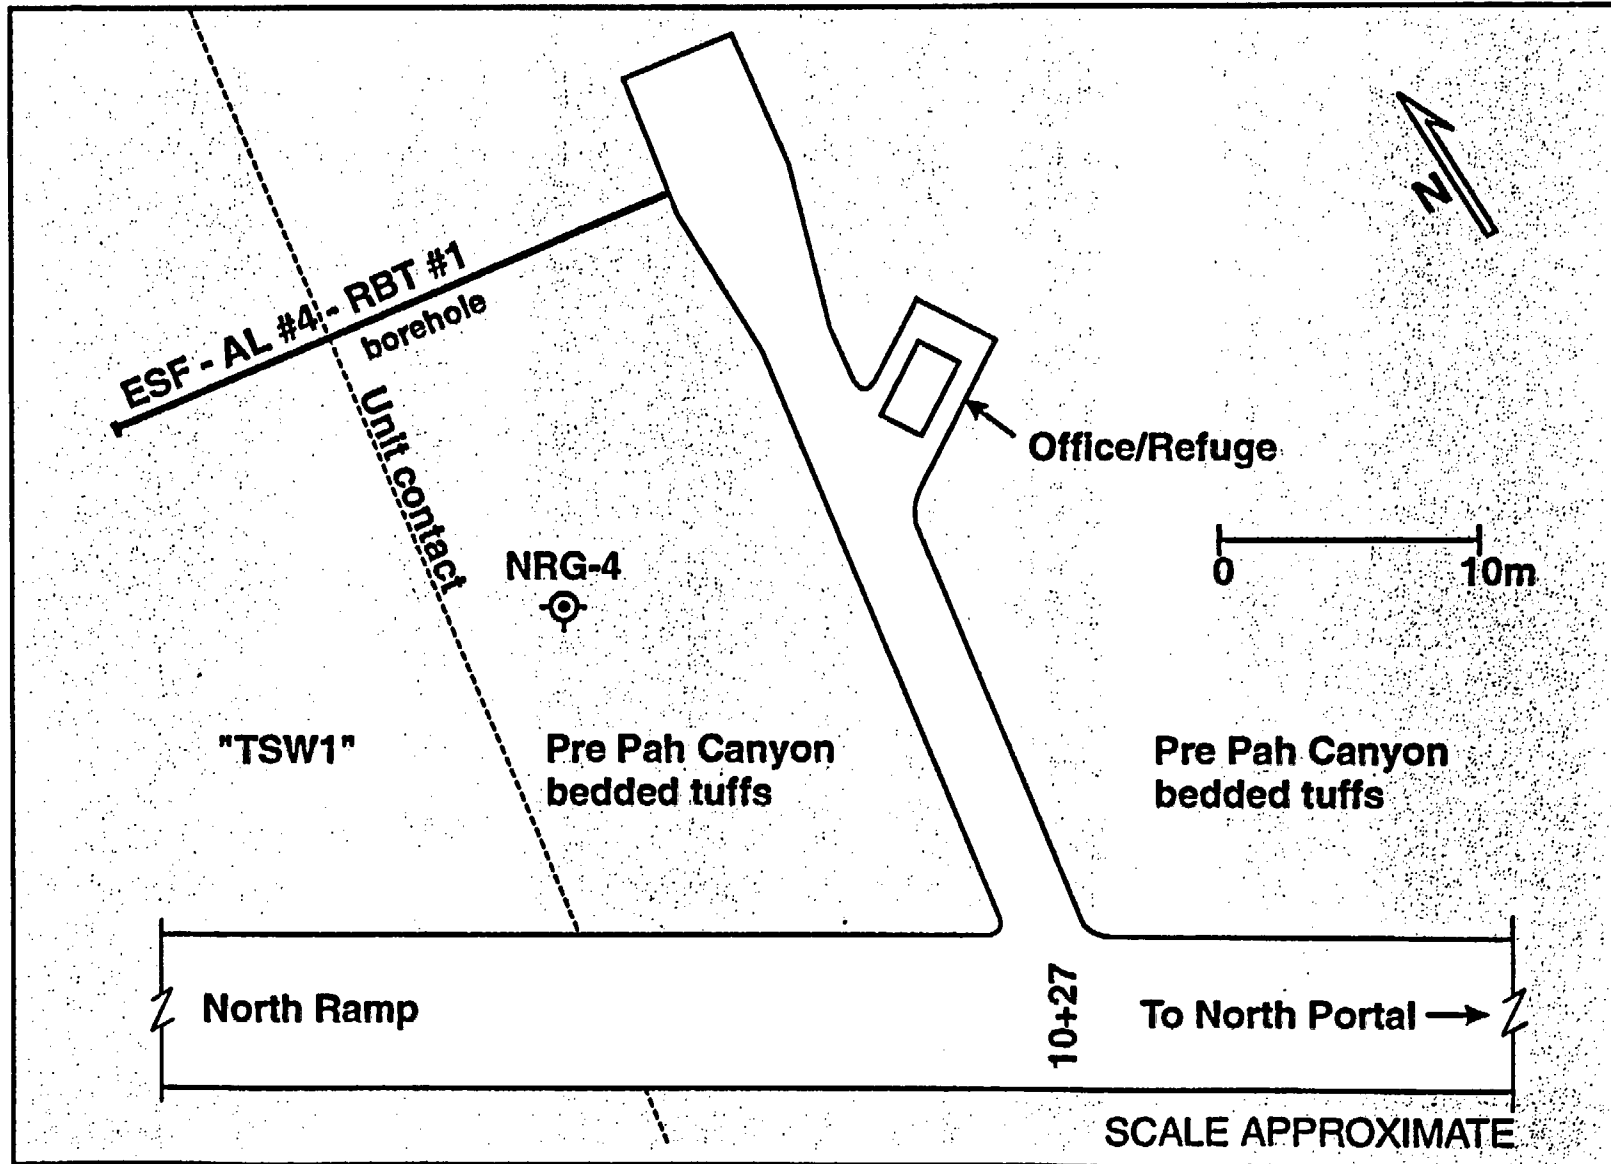 N
ESF - AL #4 - RBT #1
borehole
Unit contact
Office/Refuge
0 10m
NRG-4
"TSW1"
Pre Pah Canyon
bedded tuffs
Pre Pah Canyon
bedded tuffs
North Ramp
10+27
To North Portal
SCALE APPROXIMATE